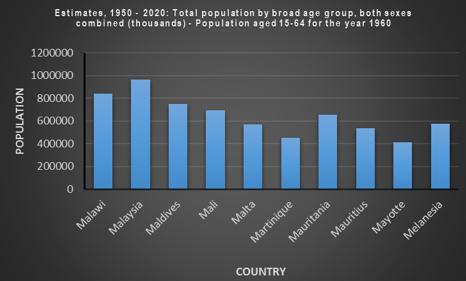 Estimates, 1950 - 2020: Total population by broad age group, both sexes
combined (thousands) - Population aged 15-64 for the year 1960
POPULATION
1200000
1000000
800000
600000
400000
200000
0
Malawi
Malaysia
Maldives
Mali
Malta
Martinique
Mauritania
Mauritius
Mayotte
Melanesia
COUNTRY